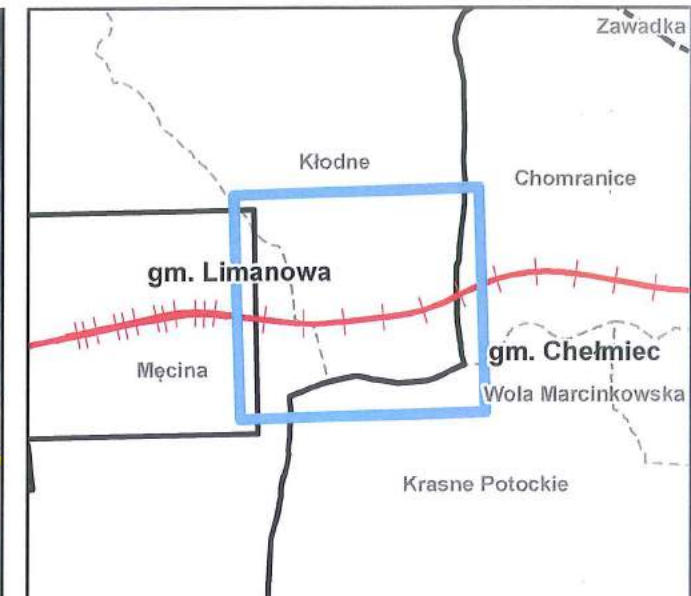 Zawadka
Kłodne
Chomranice
gm. Limanowa
gm. Chełmiec
Męcina
Wola Marcinkowska
Krasne Potockie